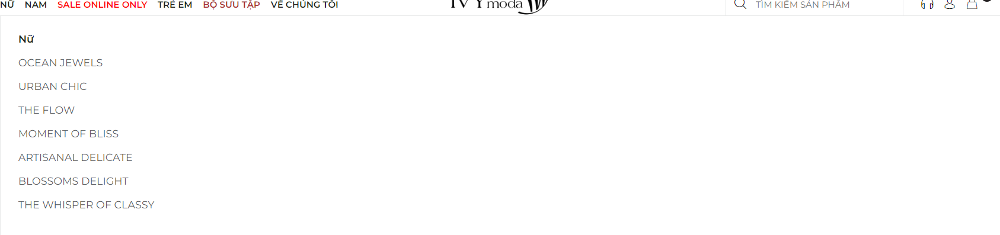 NỮ NAM SALE ONLINE ONLY TRẺ EM BỘ SƯU TẬP VỀ CHÚNG TÔI
IVY moda
TÌM KIẾM SẢN PHẨM
Nữ
OCEAN JEWELS
URBAN CHIC
THE FLOW
MOMENT OF BLISS
ARTISANAL DELICATE
BLOSSOMS DELIGHT
THE WHISPER OF CLASSY